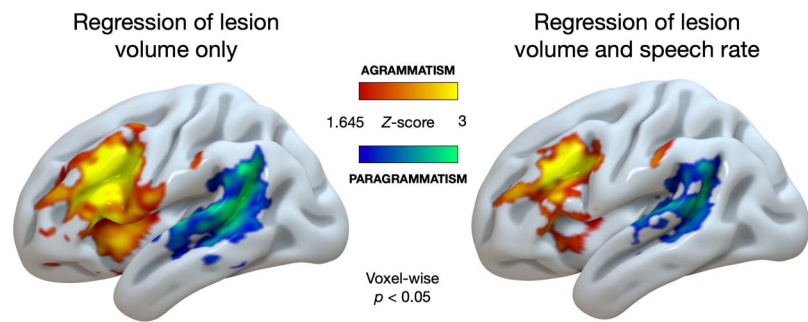 Regression of lesion
volume only
Regression of lesion
volume and speech rate
AGRAMMATISM
1.645 Z-score 3
PARAGRAMMATISM
Voxel-wise
p < 0.05